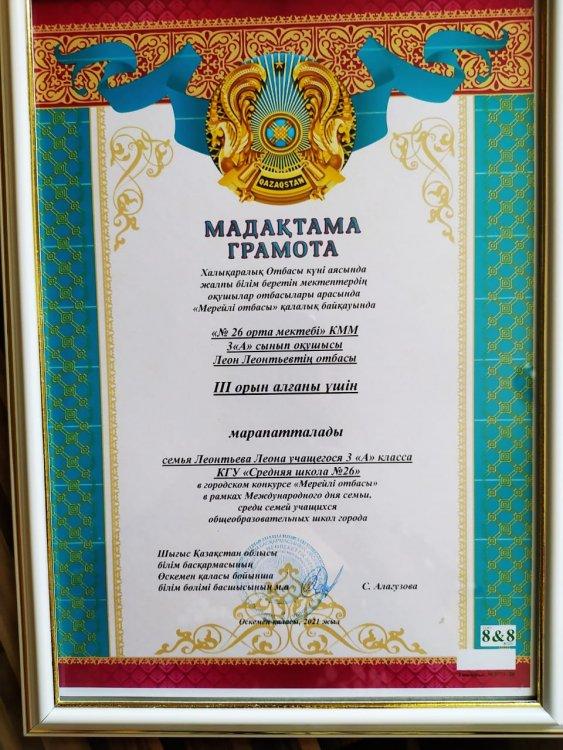 QAZAQSTAN
МАДАҚТАМА
ГРАМОТА
Халықаралық Отбасы күні аясында
жалпы білім беретін мектептердің
оқушылар отбасылары арасында
«Мерейлі отбасы» қалалық байқауында
«№ 26 орта мектебі» КММ
3«А» сынып оқушысы
Леон Леонтьевтің отбасы
III орын алғаны үшін
марапатталады
семья Леонтьева Леона учащегося 3 «А» класса
КГУ «Средняя школа №26»
в городском конкурсе «Мерейлі отбасы»
в рамках Международного дня семьи,
среди семей учащихся
общеобразовательных школ города
Шығыс Қазақстан облысы
білім басқармасының
Өскемен қаласы бойынша
білім бөлімі басшысының м.а
С. Алагузова
Өскемен қаласы, 2021 жыл
8&8